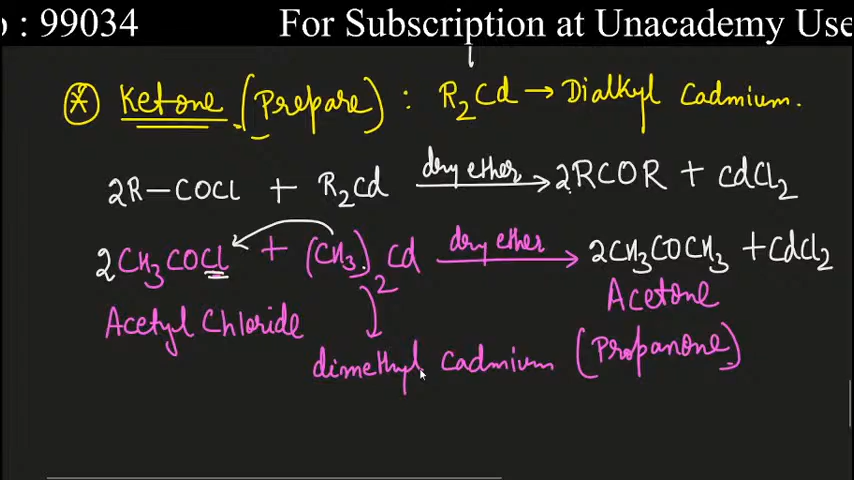 : 99034 For Subscription at Unacademy Use
* Ketone (Prepare) : R₂Cd → Dialkyl Cadmium.
2R—COCl + R₂Cd dry ether → 2RCOR + CdCl₂
2CH₃COCl + (CH₃)₂Cd dry ether → 2CH₃COCH₃ + CdCl₂
Acetyl Chloride
Acetone
dimethyl Cadmium (Propanone)